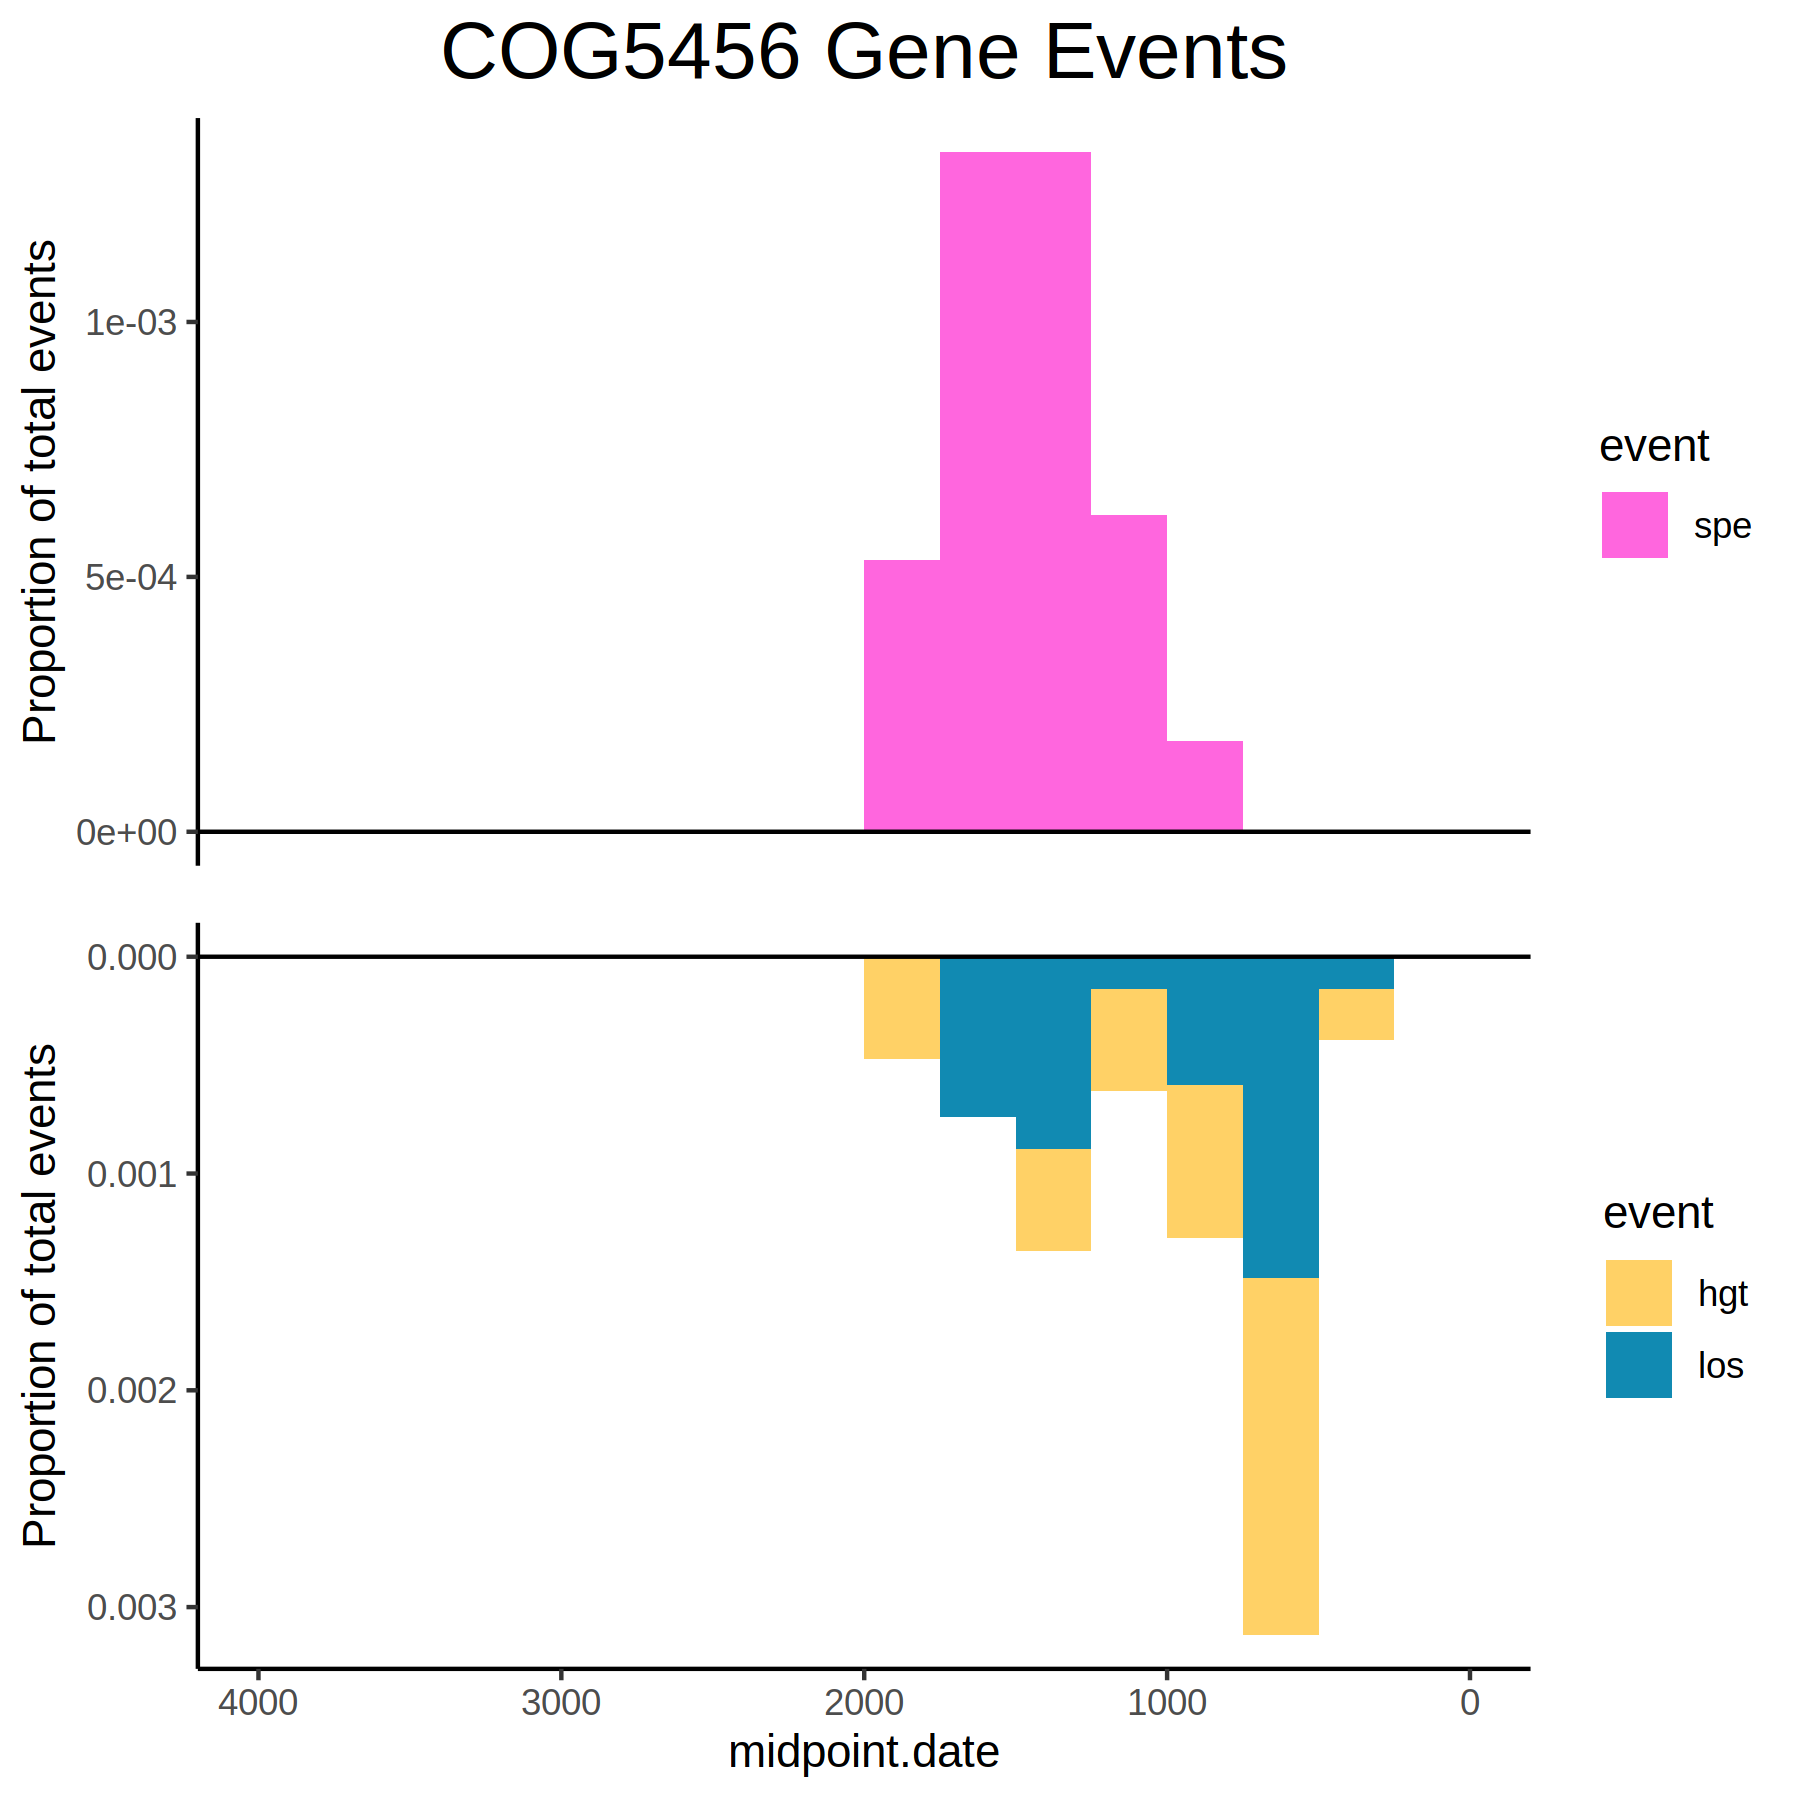 COG5456 Gene Events
Proportion of total events
1e-03
5e-04
0e+00
event
spe
Proportion of total events
0.000
0.001
0.002
0.003
event
hgt
los
4000 3000 2000 1000 0
midpoint.date